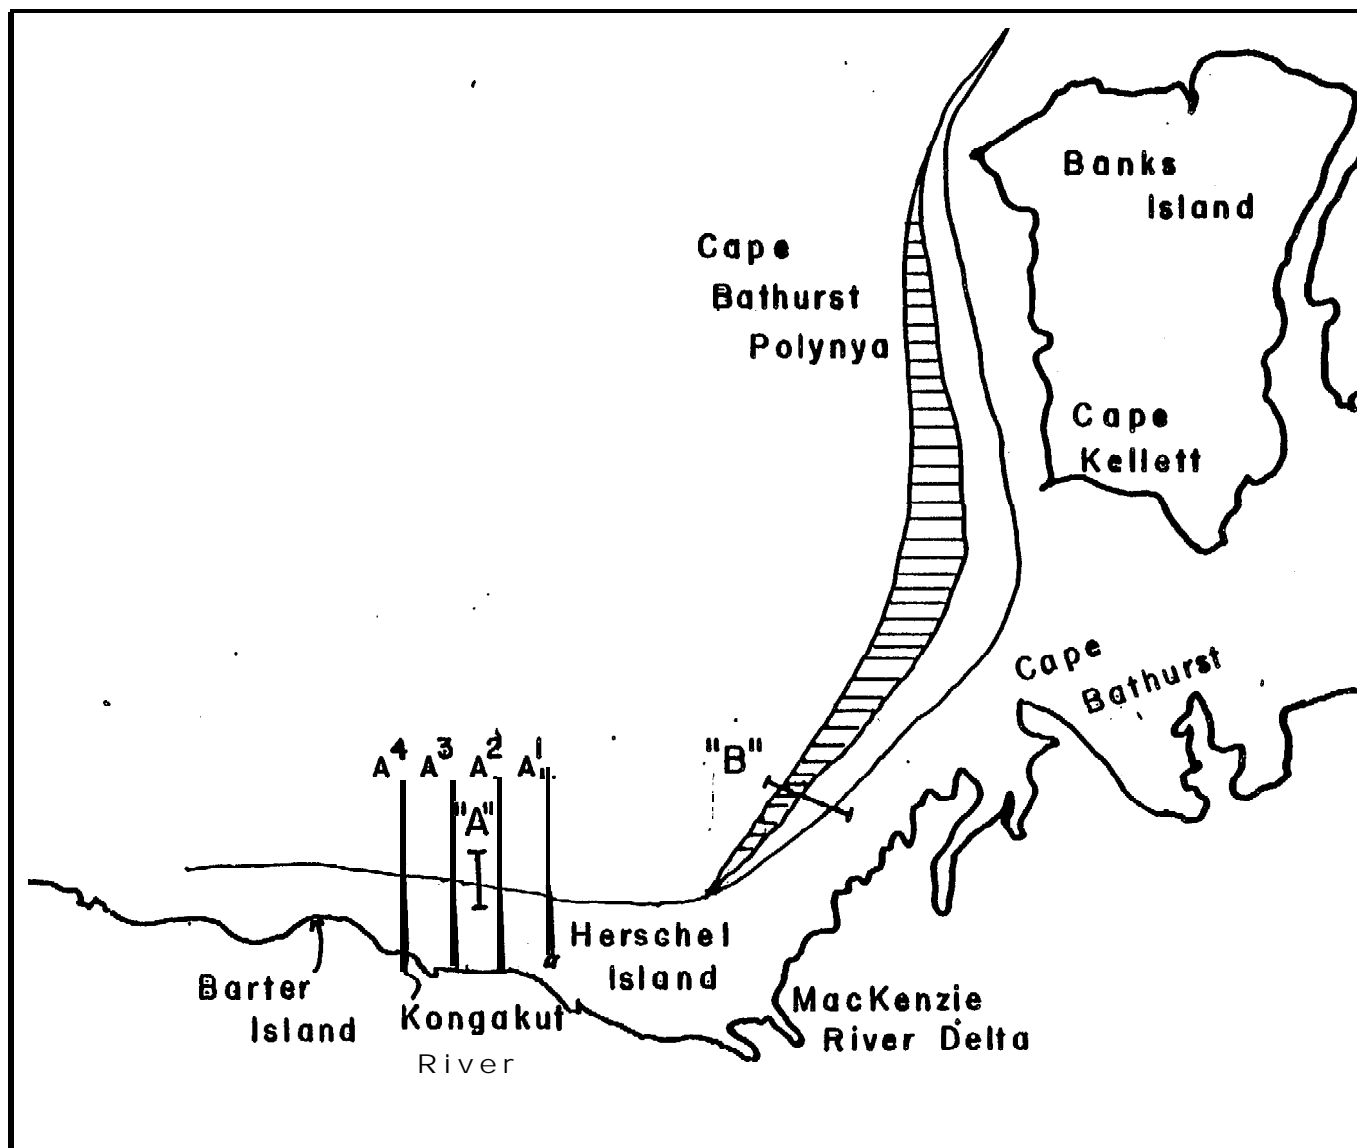 Banks
Island
Cape
Bathurst
Polynya
Cape
Kellett
Cape
Bathurst
A4 A3 A2 A1
"B"
"A"
Herschel
Island
Barter
Island
Kongakut
River
MacKenzie
River Delta